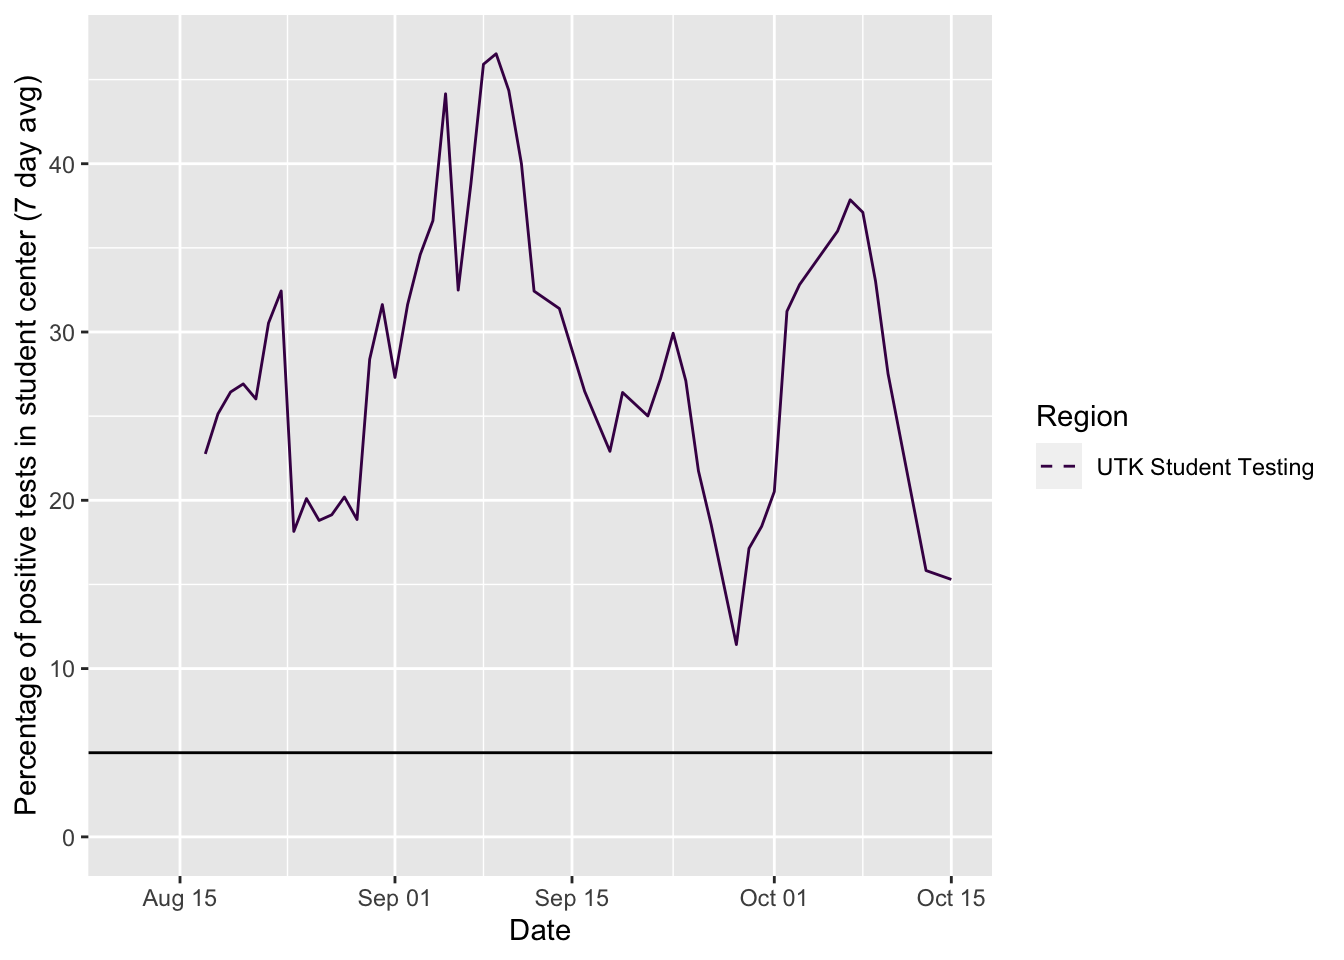 Percentage of positive tests in student center (7 day avg)
40
30
20
10
0
Aug 15
Sep 01
Sep 15
Oct 01
Oct 15
Date
Region
UTK Student Testing